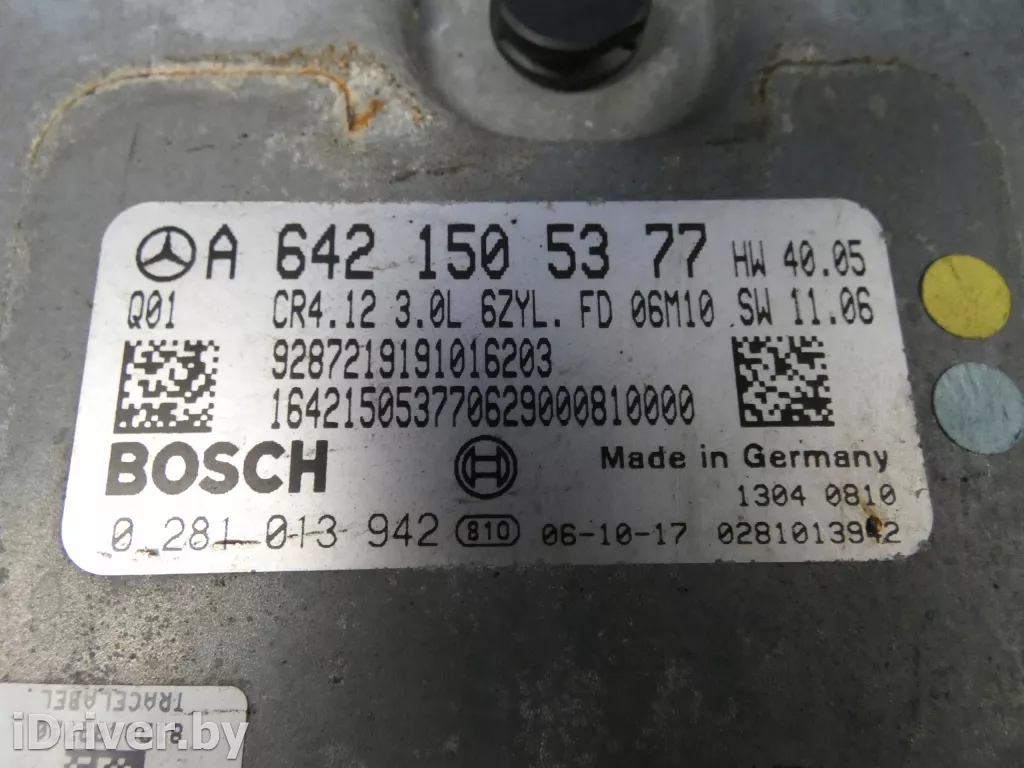 A 642 150 53 77 HW 40.05
Q01 CR4.12 3.0L 6ZYL. FD 06M10 SW 11.06
9287219191016203
164215053770629000810000
BOSCH Made in Germany
1304 0810
0 281 013 942 810 06-10-17 0281013942
TRACELABEL
iDriver.by